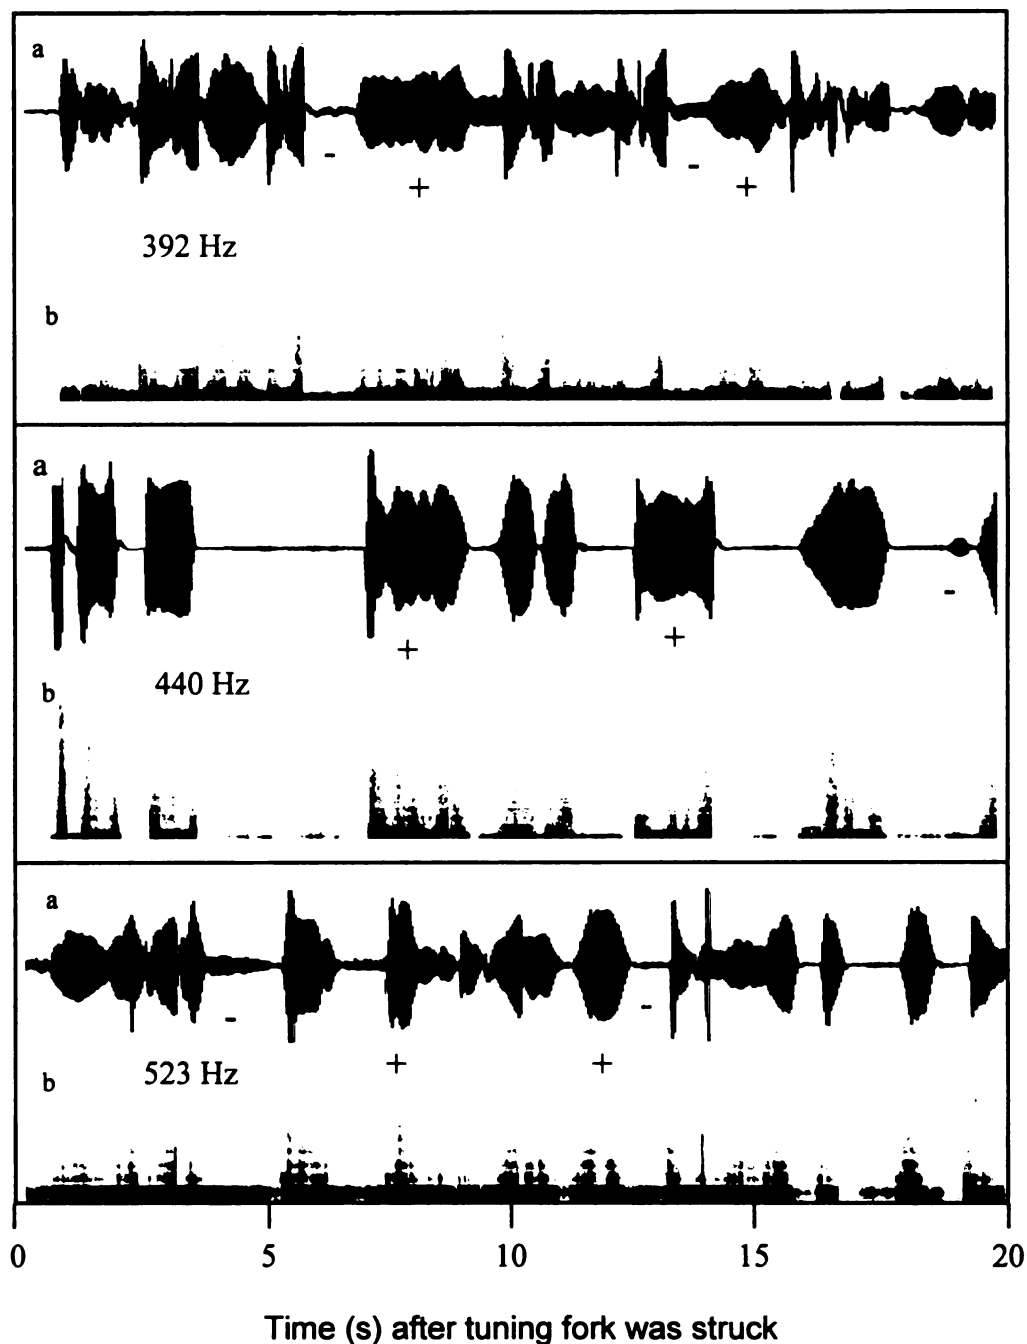 a
- -
+ +
392 Hz
b
a
-
+ +
440 Hz
b
a
- -
+ +
523 Hz
b
0 5 10 15 20
Time (s) after tuning fork was struck